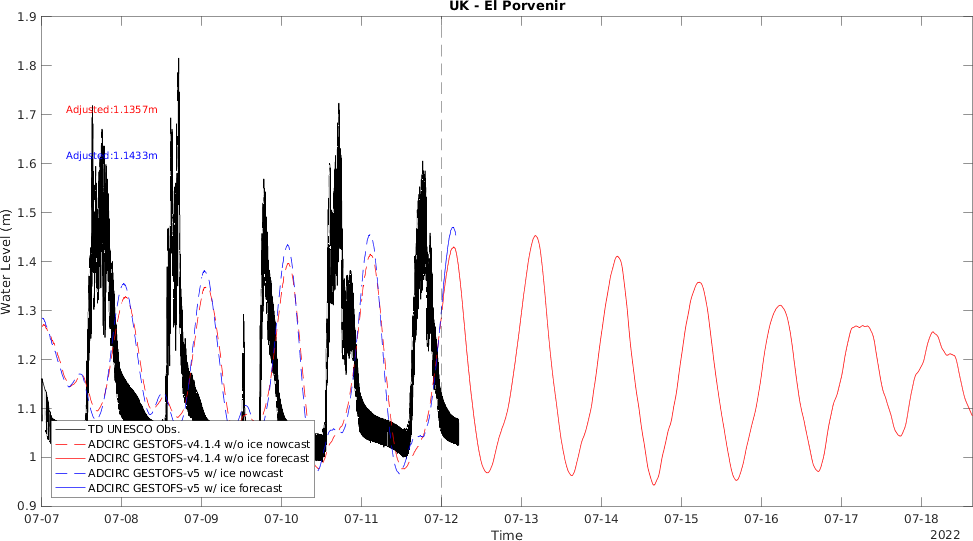 UK - El Porvenir
1.9
1.8
1.7
1.6
1.5
1.4
1.3
1.2
1.1
1
0.9
Water Level (m)
Adjusted:1.1357m
Adjusted:1.1433m
TD UNESCO Obs.
ADCIRC GESTOFS-v4.1.4 w/o ice nowcast
ADCIRC GESTOFS-v4.1.4 w/o ice forecast
ADCIRC GESTOFS-v5 w/ ice nowcast
ADCIRC GESTOFS-v5 w/ ice forecast
07-07 07-08 07-09 07-10 07-11 07-12 07-13 07-14 07-15 07-16 07-17 07-18
Time
2022